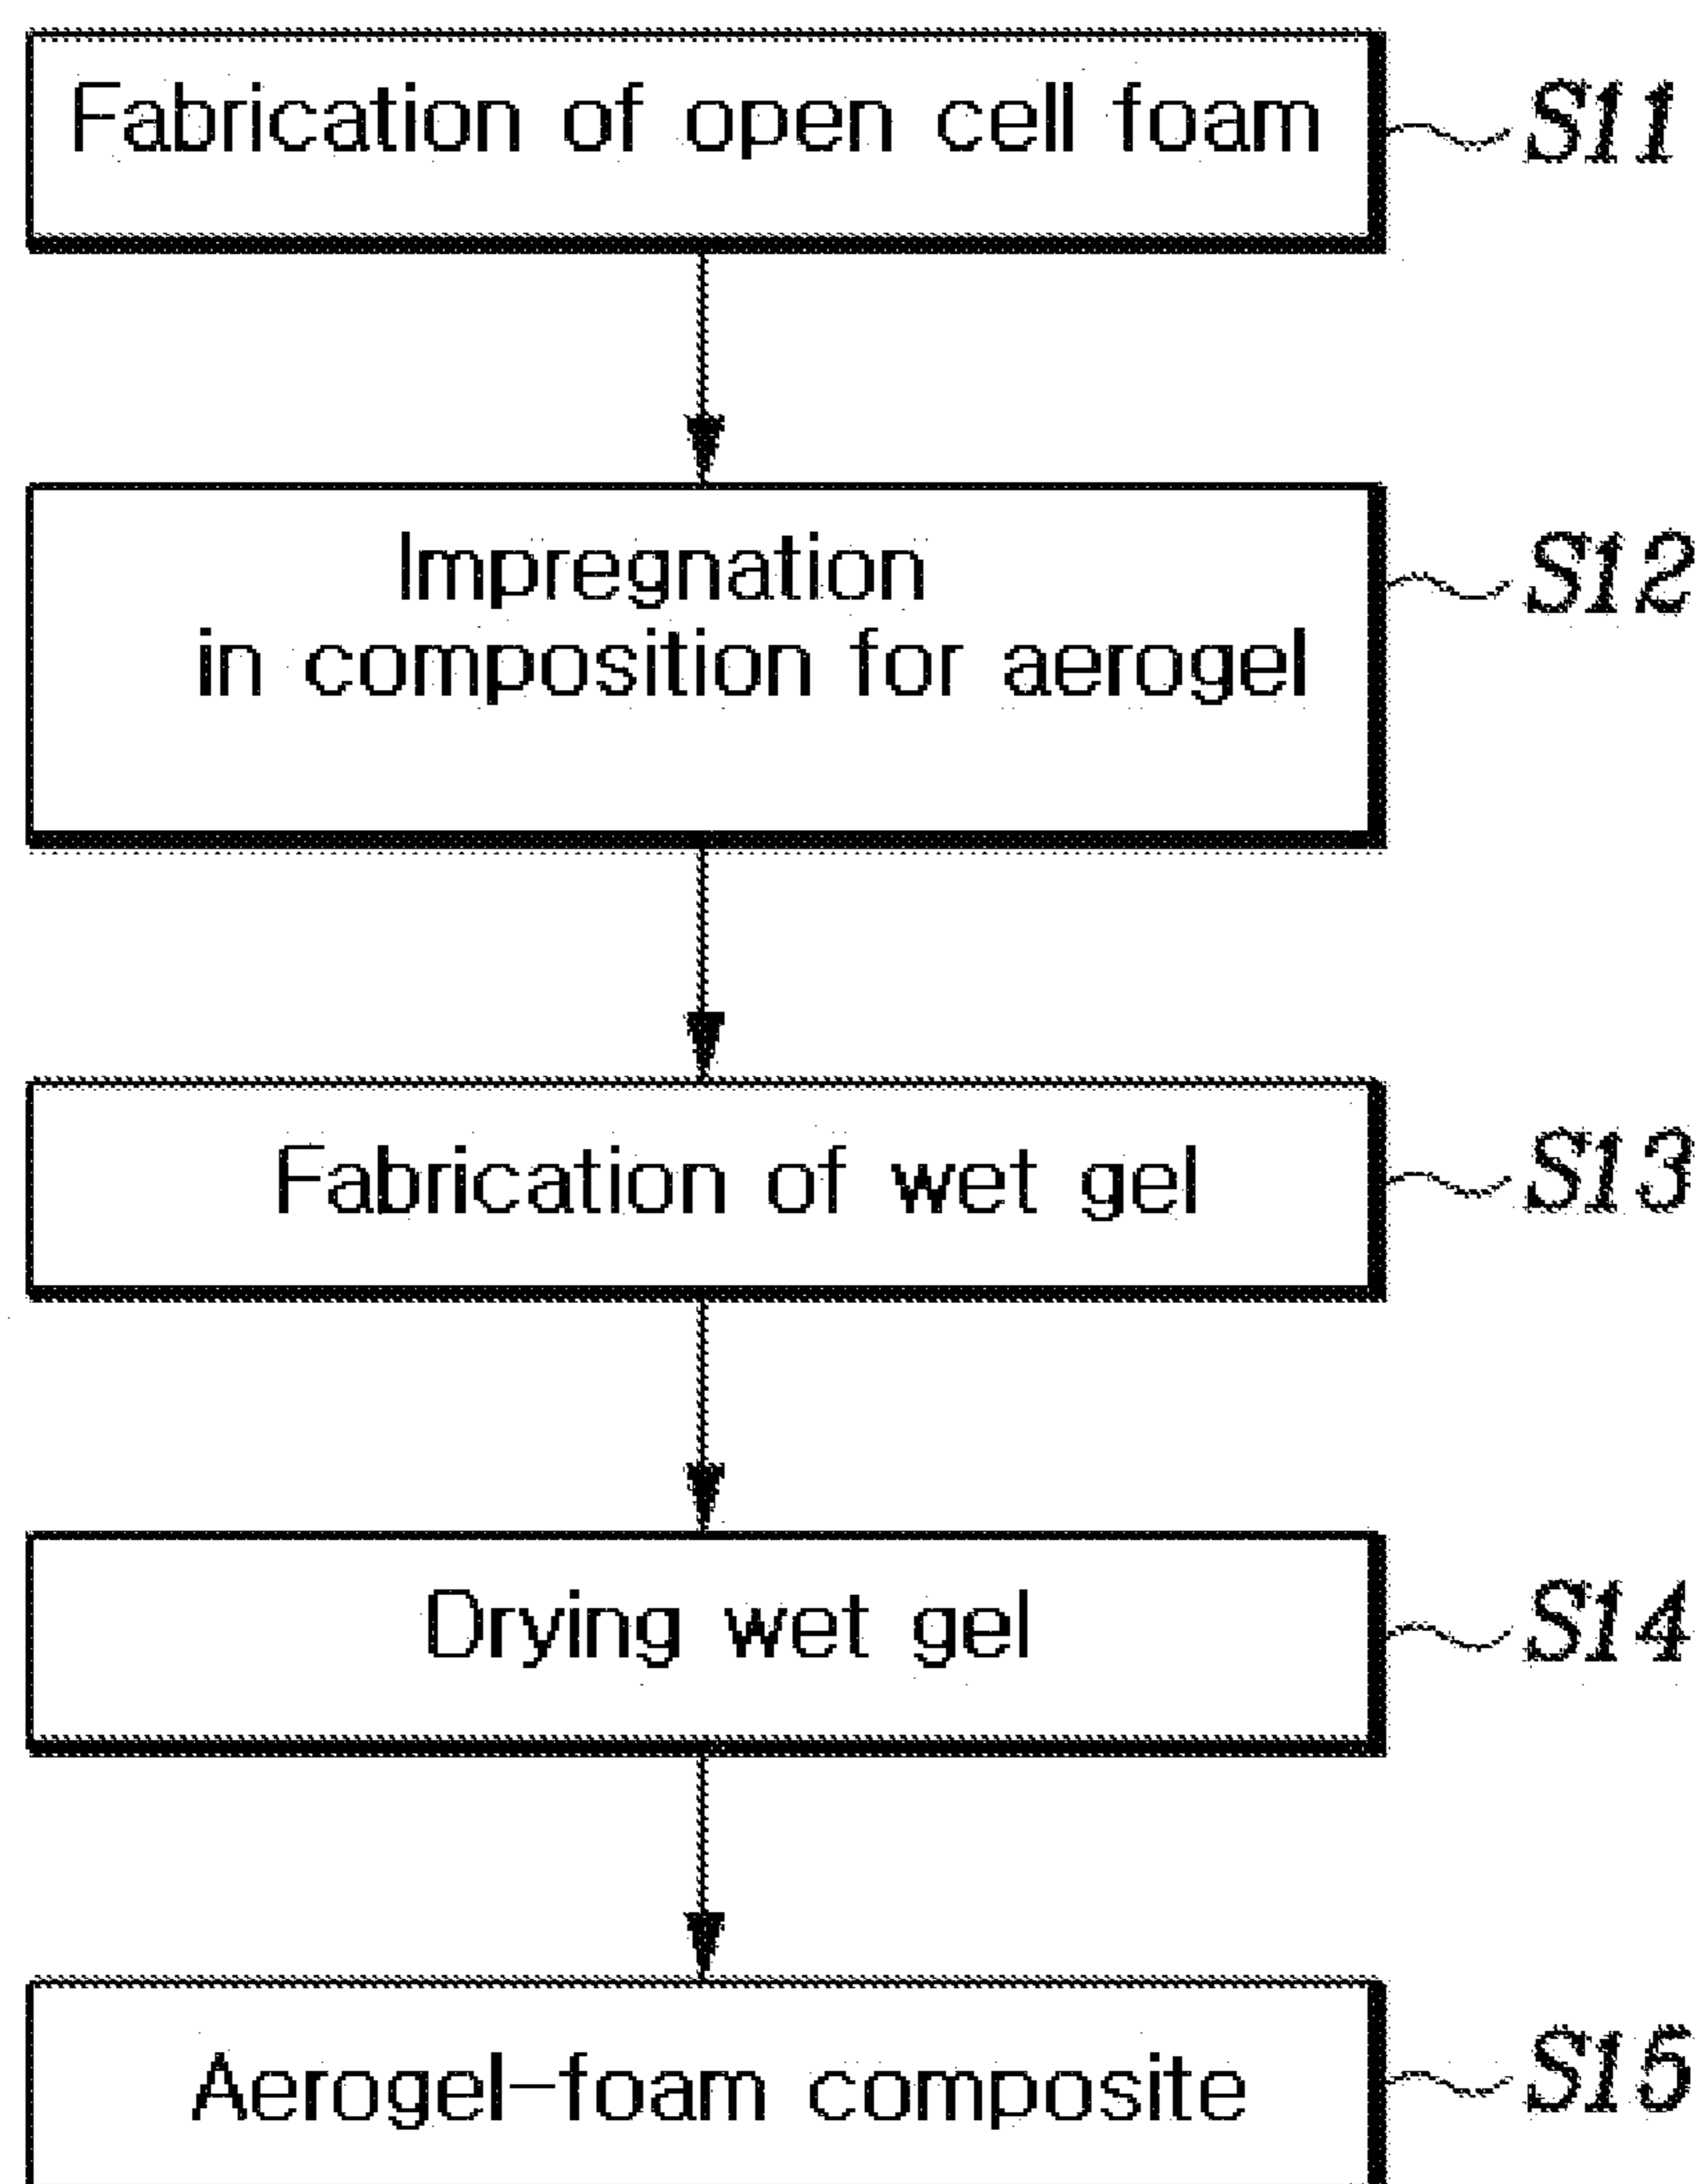 Fabrication of open cell foam
S11
Impregnation
in composition for aerogel
S12
Fabrication of wet gel
S13
Drying wet gel
S14
Aerogel-foam composite
S15